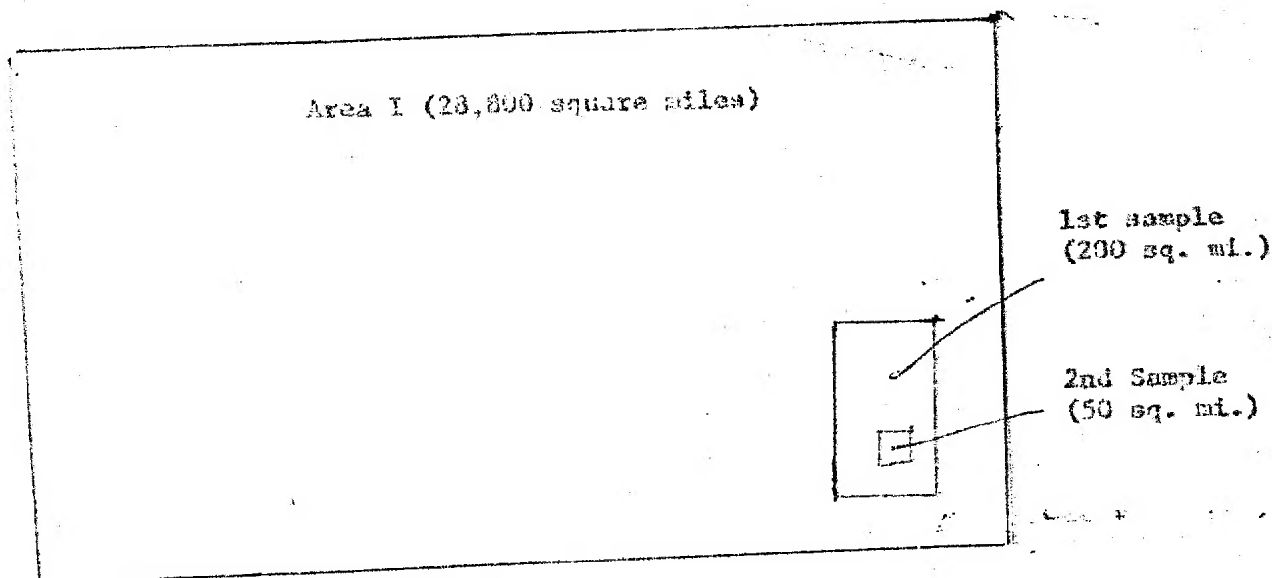 Area I (28,800 square miles)
1st sample
(200 sq. mi.)
2nd Sample
(50 sq. mi.)